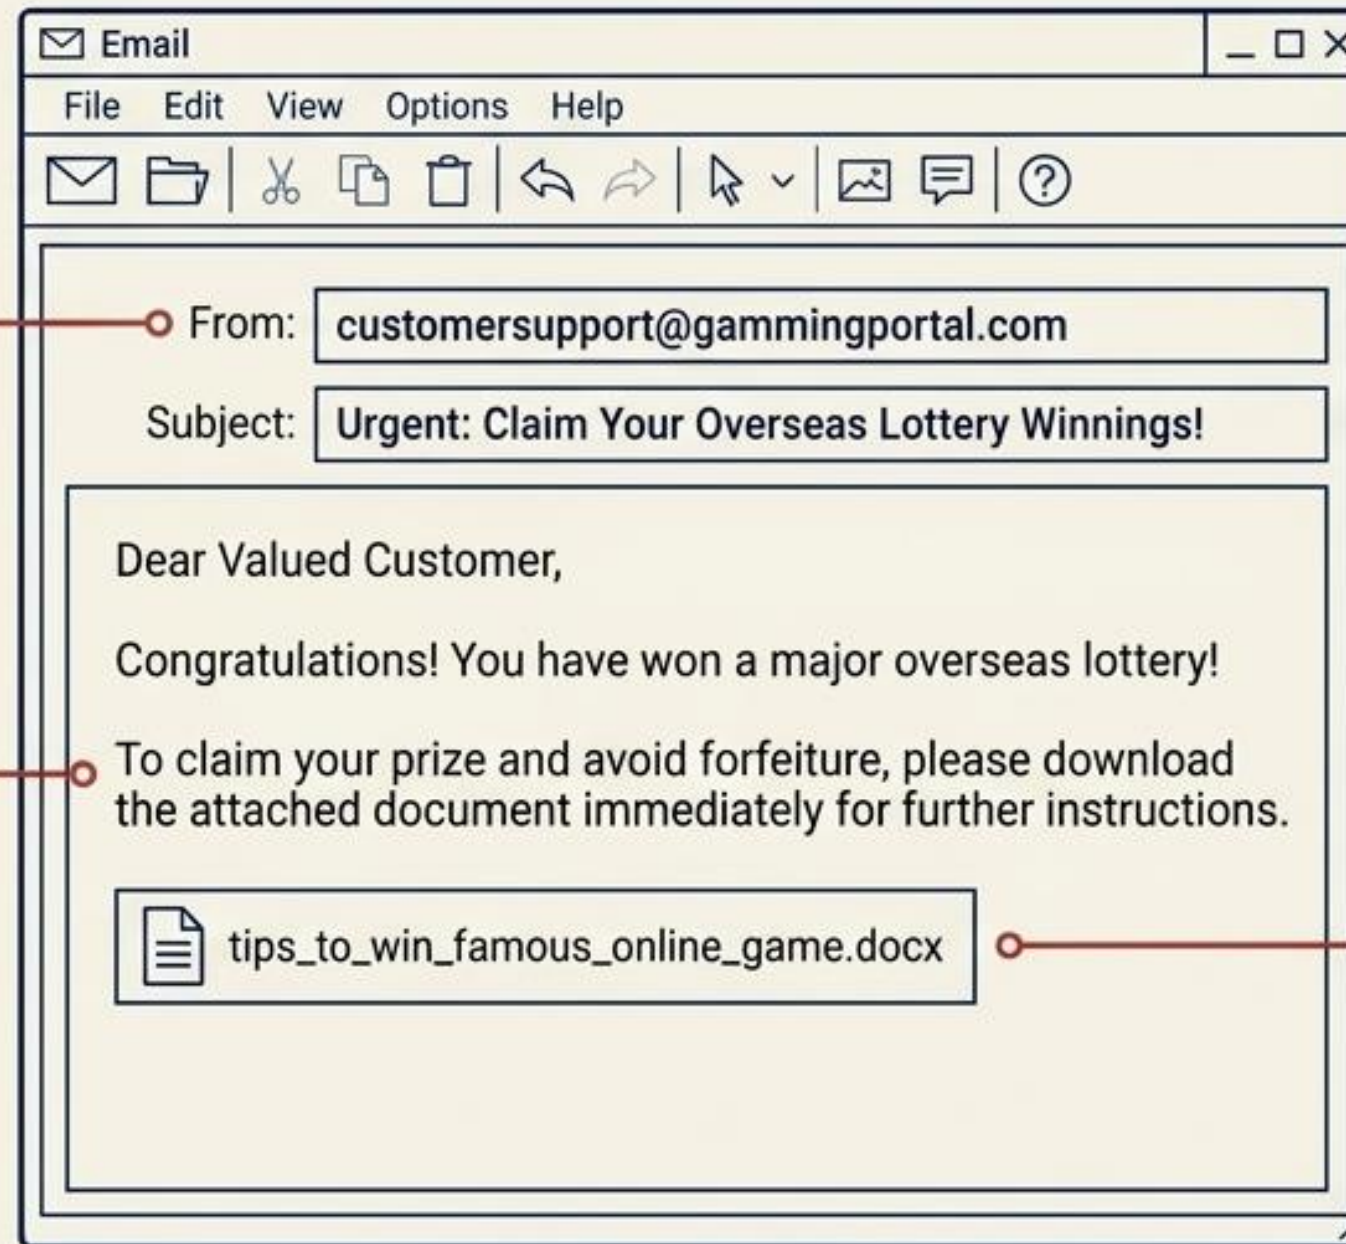 Email
File Edit View Options Help
From: customersupport@gammingportal.com
Subject: Urgent: Claim Your Overseas Lottery Winnings!
Dear Valued Customer,
Congratulations! You have won a major overseas lottery!
To claim your prize and avoid forfeiture, please download
the attached document immediately for further instructions.
tips_to_win_famous_online_game.docx